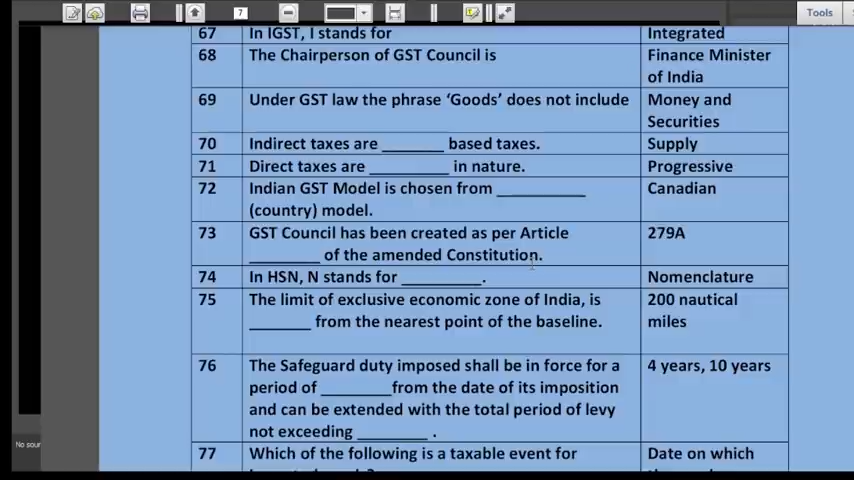 7
Tools
67 In IGST, I stands for Integrated
68 The Chairperson of GST Council is Finance Minister
of India
69 Under GST law the phrase ‘Goods’ does not include Money and
Securities
70 Indirect taxes are _______ based taxes. Supply
71 Direct taxes are _________ in nature. Progressive
72 Indian GST Model is chosen from __________ Canadian
(country) model.
73 GST Council has been created as per Article 279A
________ of the amended Constitution.
74 In HSN, N stands for _________. Nomenclature
75 The limit of exclusive economic zone of India, is 200 nautical
_______ from the nearest point of the baseline. miles
76 The Safeguard duty imposed shall be in force for a 4 years, 10 years
period of ________from the date of its imposition
and can be extended with the total period of levy
not exceeding ________ .
77 Which of the following is a taxable event for Date on which
No sour